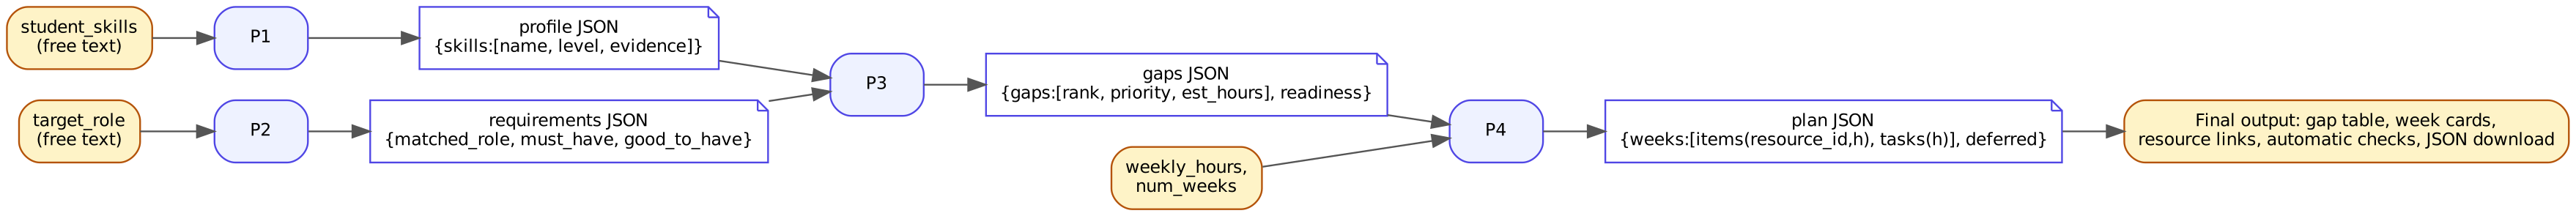 student_skills
(free text)
P1
profile JSON
{skills:[name, level, evidence]}
target_role
(free text)
P2
requirements JSON
{matched_role, must_have, good_to_have}
P3
gaps JSON
{gaps:[rank, priority, est_hours], readiness}
weekly_hours,
num_weeks
P4
plan JSON
{weeks:[items(resource_id,h), tasks(h)], deferred}
Final output: gap table, week cards,
resource links, automatic checks, JSON download